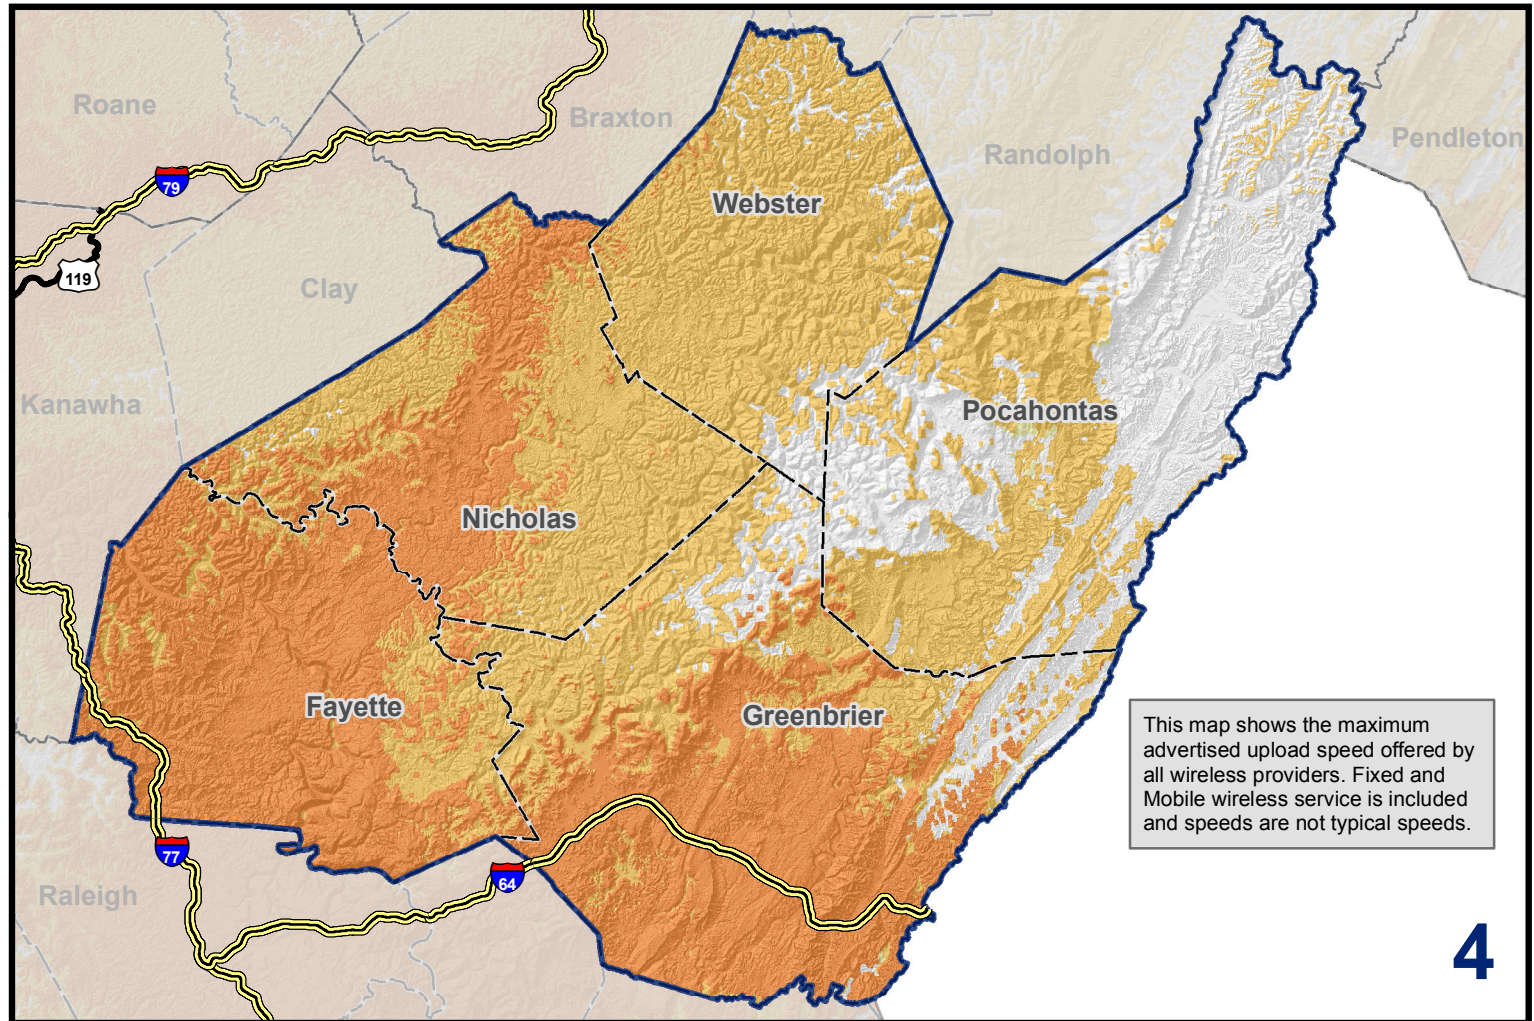 Roane
Braxton
Randolph
Pendleton
79
Webster
119
Clay
Kanawha
Pocahontas
Nicholas
Fayette
Greenbrier
This map shows the maximum
advertised upload speed offered by
all wireless providers. Fixed and
Mobile wireless service is included
and speeds are not typical speeds.
77
64
Raleigh
4